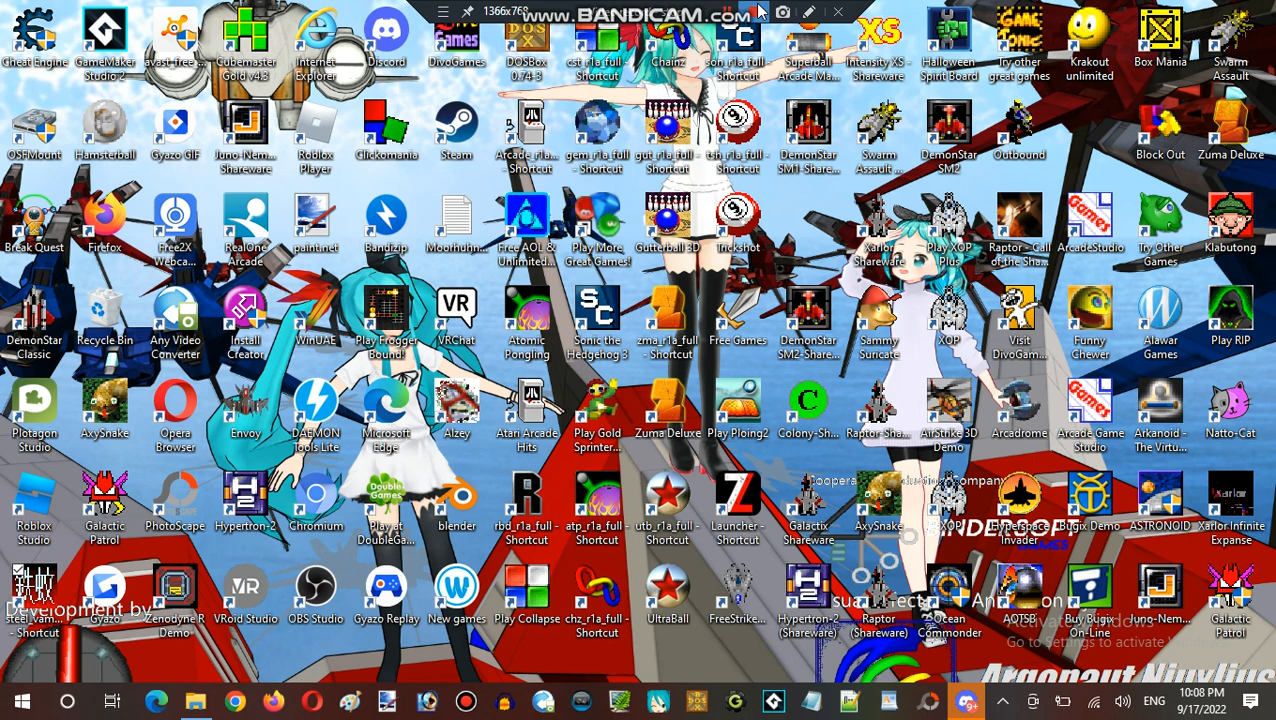 1366x768
www.BANDICAM.com
Cheat Engine
GameMaker Studio 2
avast_free_...
Cubemaster Gold v4.3
Internet Explorer
Discord
DivoGames
DOSBox 0.74-3
cst_r1a_full - Shortcut
Chainz
son_r1a_full - Shortcut
Superball Arcade Ma...
Intensity XS - Shareware
Halloween Spirit Board
Try other great games
Krakout unlimited
Box Mania
Swarm Assault
OSFMount
Hamsterball
Gyazo GIF
Juno-Nem... Shareware
Roblox Player
Clickomania
Steam
Arcade_r1a... - Shortcut
gem_r1a_full - Shortcut
gut_r1a_full - Shortcut
tsh_r1a_full - Shortcut
DemonStar SM1-Share...
Swarm Assault ...
DemonStar SM2
Outbound
Block Out
Zuma Deluxe
Break Quest
Firefox
Free2X Webca...
RealOne Arcade
paint.net
Bandizip
Moorhuhn...
Free AOL & Unlimited...
Play More Great Games!
Gutterball 3D
Trickshot
Xarlor Shareware
Play XOP Plus
Raptor - Call of the Sha...
ArcadeStudio
Try Other Games
Klabutong
DemonStar Classic
Recycle Bin
Any Video Converter
Install Creator
WinUAE
Play Frogger Bound!
VRChat
Atomic Pongling
Sonic the Hedgehog 3
zma_r1a_full - Shortcut
Free Games
DemonStar SM2-Share...
Sammy Suricate
XOP
Visit DivoGam...
Funny Chewer
Alawar Games
Play RIP
Plotagon Studio
AxySnake
Opera Browser
Envoy
DAEMON Tools Lite
Microsoft Edge
Alzey
Atari Arcade Hits
Play Gold Sprinter...
Zuma Deluxe
Play Ploing2
Colony-Sh...
Raptor Sha...
AirStrike 3D Demo
Arcadrome
Arcade Game Studio
Arkanoid - The Virtu...
Natto-Cat
Roblox Studio
Galactic Patrol
PhotoScape
Hypertron-2
Chromium
Play at DoubleGa...
blender
rbd_r1a_full - Shortcut
atp_r1a_full - Shortcut
utb_r1a_full - Shortcut
Launcher - Shortcut
Galactix Shareware
AxySnake
XOP
Hyperspace Invader
Bugix Demo
ASTRONOID
Xarlor Infinite Expanse
steel_vam... - Shortcut
Gyazo
Zenodyne R Demo
VRoid Studio
OBS Studio
Gyazo Replay
New games
Play Collapse
chz_r1a_full - Shortcut
UltraBall
FreeStrike...
Hypertron-2 (Shareware)
Raptor (Shareware)
Ocean Commonder
AOTSB
Buy Bugix On-Line
Juno-Nem...
Galactic Patrol
Development by
GAMES
Activate Windows
Go to Settings to activate Windows.
ENG
10:08 PM
9/17/2022